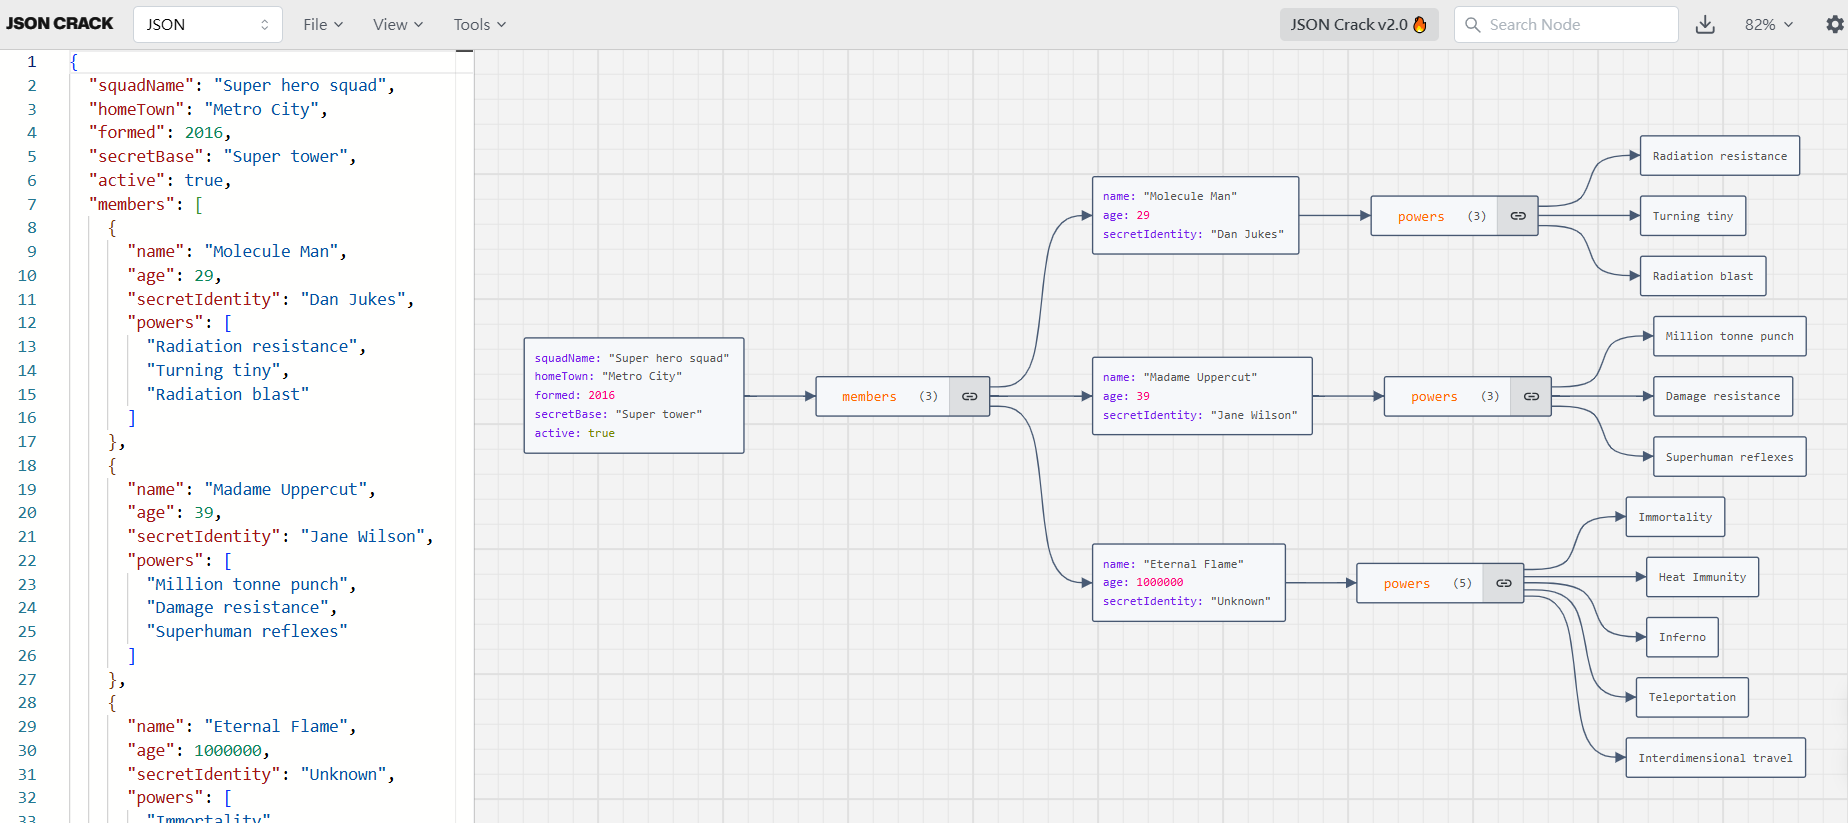 JSON CRACK
JSON
File
View
Tools
JSON Crack v2.0 🔥
Search Node
82%
1 {
2 "squadName": "Super hero squad",
3 "homeTown": "Metro City",
4 "formed": 2016,
5 "secretBase": "Super tower",
6 "active": true,
7 "members": [
8 {
9 "name": "Molecule Man",
10 "age": 29,
11 "secretIdentity": "Dan Jukes",
12 "powers": [
13 "Radiation resistance",
14 "Turning tiny",
15 "Radiation blast"
16 ]
17 },
18 {
19 "name": "Madame Uppercut",
20 "age": 39,
21 "secretIdentity": "Jane Wilson",
22 "powers": [
23 "Million tonne punch",
24 "Damage resistance",
25 "Superhuman reflexes"
26 ]
27 },
28 {
29 "name": "Eternal Flame",
30 "age": 1000000,
31 "secretIdentity": "Unknown",
32 "powers": [
33 "Immortality"
squadName: "Super hero squad"
homeTown: "Metro City"
formed: 2016
secretBase: "Super tower"
active: true
members (3)
name: "Molecule Man"
age: 29
secretIdentity: "Dan Jukes"
powers (3)
Radiation resistance
Turning tiny
Radiation blast
name: "Madame Uppercut"
age: 39
secretIdentity: "Jane Wilson"
powers (3)
Million tonne punch
Damage resistance
Superhuman reflexes
name: "Eternal Flame"
age: 1000000
secretIdentity: "Unknown"
powers (5)
Immortality
Heat Immunity
Inferno
Teleportation
Interdimensional travel